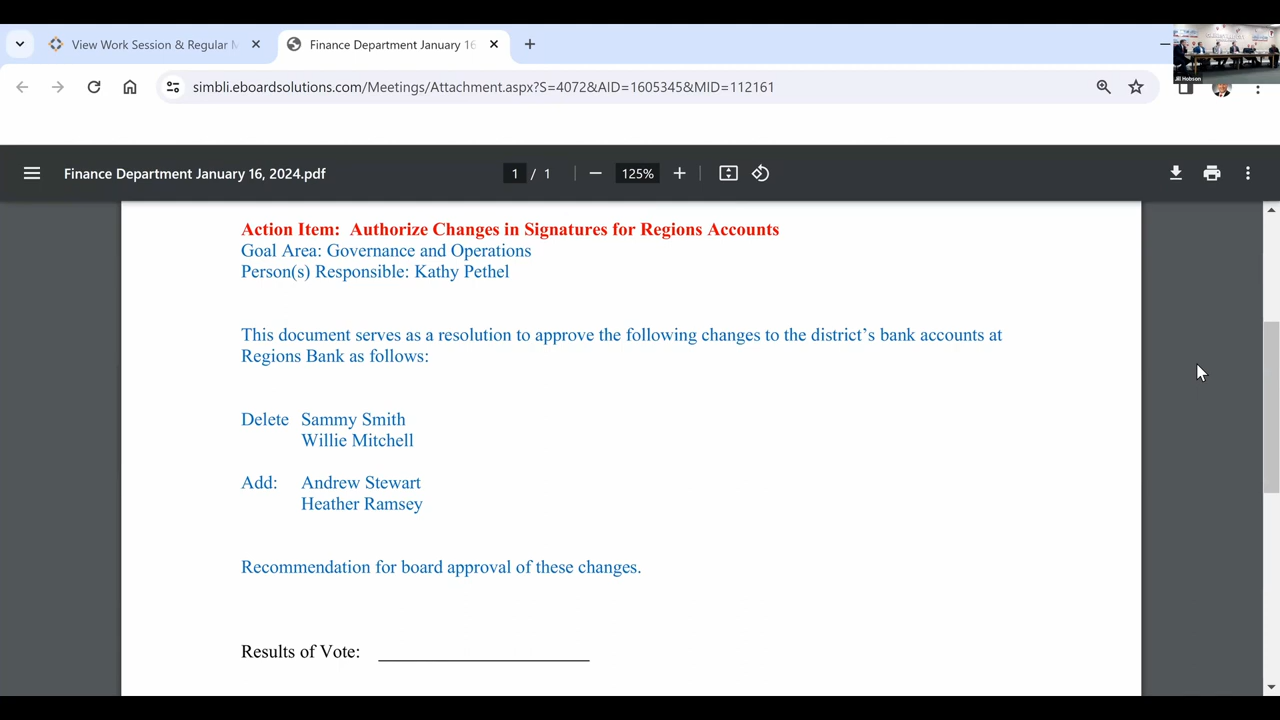 View Work Session & Regular M
Finance Department January 16
simbli.eboardsolutions.com/Meetings/Attachment.aspx?S=4072&AID=1605345&MID=112161
Jill Hobson
Finance Department January 16, 2024.pdf
1 / 1
125%
Action Item: Authorize Changes in Signatures for Regions Accounts
Goal Area: Governance and Operations
Person(s) Responsible: Kathy Pethel
This document serves as a resolution to approve the following changes to the district's bank accounts at
Regions Bank as follows:
Delete Sammy Smith
Willie Mitchell
Add: Andrew Stewart
Heather Ramsey
Recommendation for board approval of these changes.
Results of Vote: